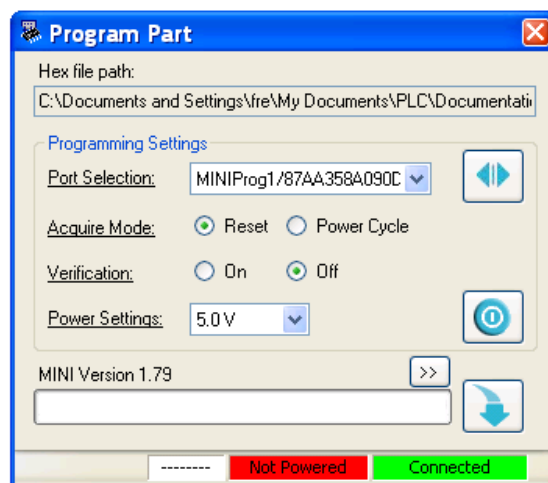 Program Part
Hex file path:
C:\Documents and Settings\fre\My Documents\PLC\Documentati
Programming Settings
Port Selection: MINIProg1/87AA358A090D
Acquire Mode: Reset Power Cycle
Verification: On Off
Power Settings: 5.0 V
MINI Version 1.79 >>
-------- Not Powered Connected